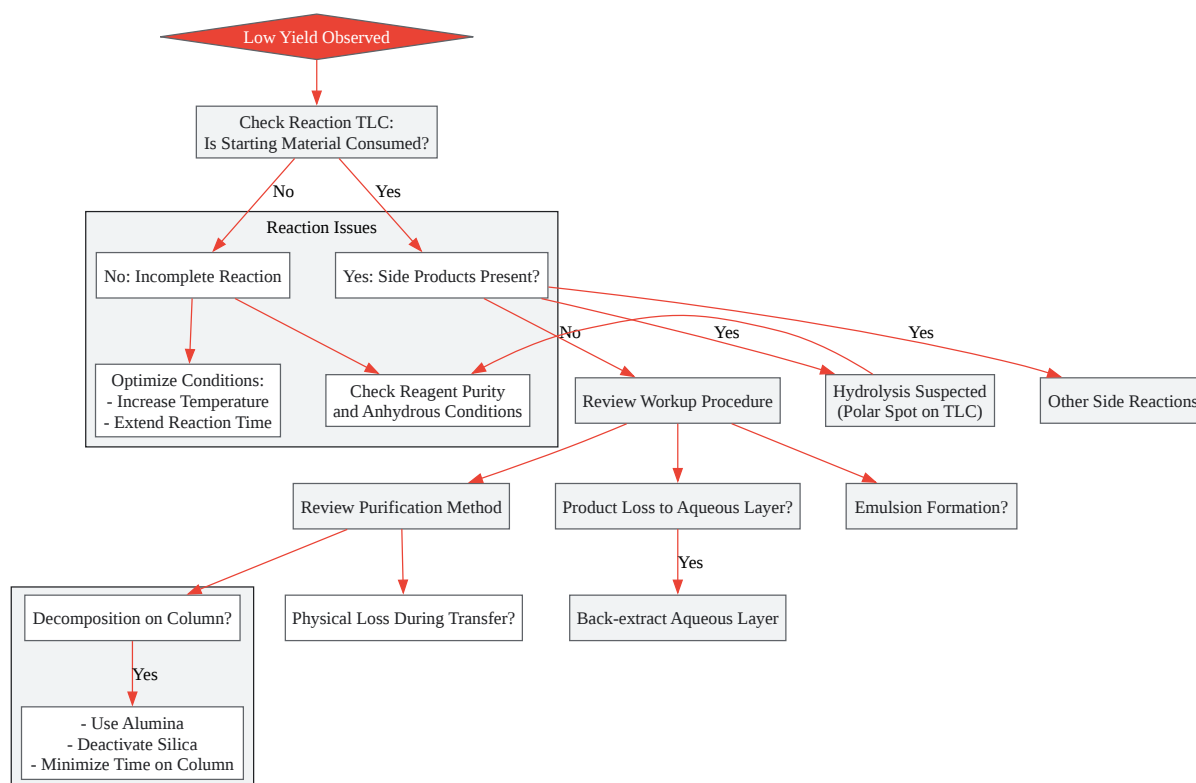 Low Yield Observed
Check Reaction TLC:
Is Starting Material Consumed?
No
Yes
Reaction Issues
No: Incomplete Reaction
Yes: Side Products Present?
No
Yes
Yes
Optimize Conditions:
- Increase Temperature
- Extend Reaction Time
Check Reagent Purity
and Anhydrous Conditions
Review Workup Procedure
Hydrolysis Suspected
(Polar Spot on TLC)
Other Side Reactions
Review Purification Method
Product Loss to Aqueous Layer?
Emulsion Formation?
Yes
Decomposition on Column?
Physical Loss During Transfer?
Back-extract Aqueous Layer
Yes
- Use Alumina
- Deactivate Silica
- Minimize Time on Column